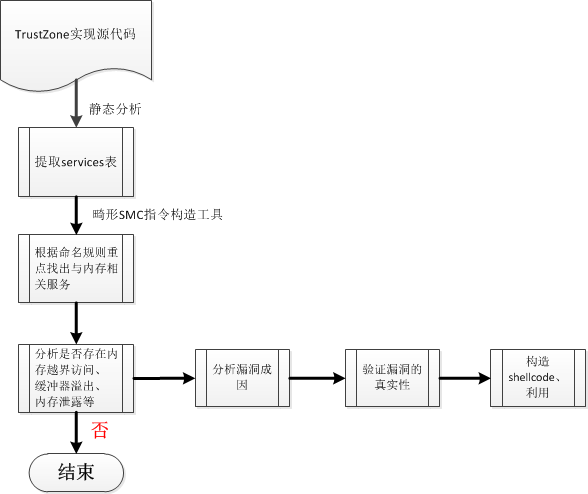 TrustZone实现源代码
静态分析
提取services表
畸形SMC指令构造工具
根据命名规则重
点找出与内存相
关服务
分析是否存在内
存越界访问、
缓冲器溢出、
内存泄露等
分析漏洞成
因
验证漏洞的
真实性
构造
shellcode、
利用
否
结束